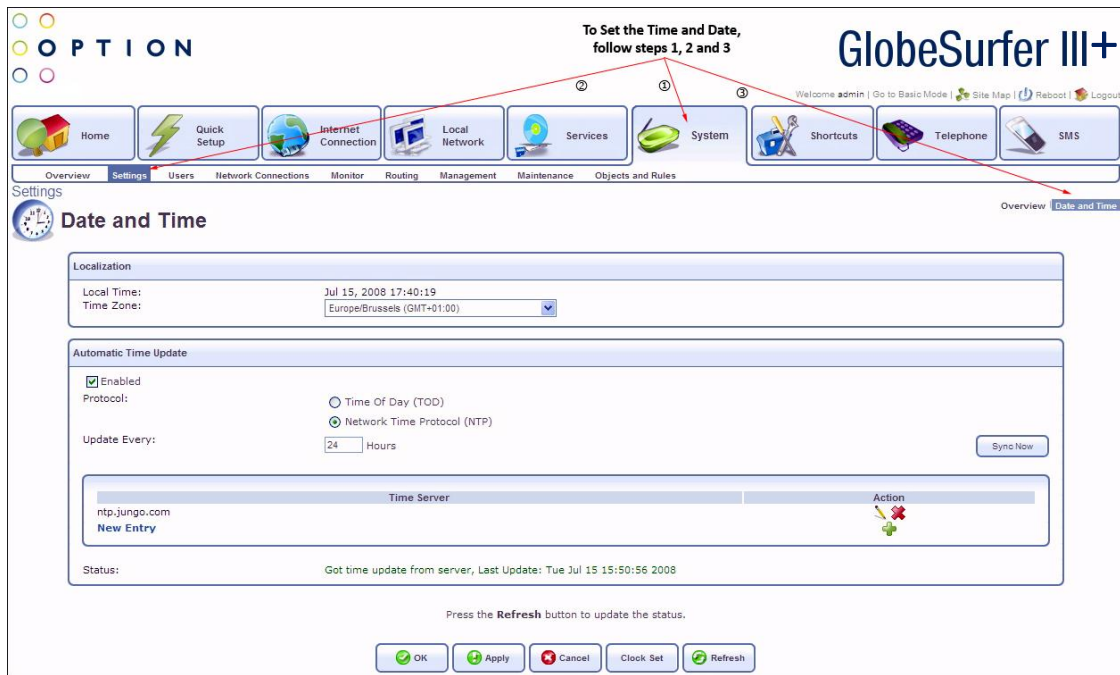 OPTION
To Set the Time and Date,
follow steps 1, 2 and 3
GlobeSurfer III+
② ① ③
Welcome admin | Go to Basic Mode | Site Map | Reboot | Logout
Home
Quick Setup
Internet Connection
Local Network
Services
System
Shortcuts
Telephone
SMS
Overview Settings Users Network Connections Monitor Routing Management Maintenance Objects and Rules
Settings
Overview Date and Time
Date and Time
Localization
Local Time: Jul 15, 2008 17:40:19
Time Zone: Europe/Brussels (GMT+01:00)
Automatic Time Update
Enabled
Protocol: Time Of Day (TOD)
Network Time Protocol (NTP)
Update Every: 24 Hours Sync Now
Time Server Action
ntp.jungo.com
New Entry
Status: Got time update from server, Last Update: Tue Jul 15 15:50:56 2008
Press the Refresh button to update the status.
OK Apply Cancel Clock Set Refresh